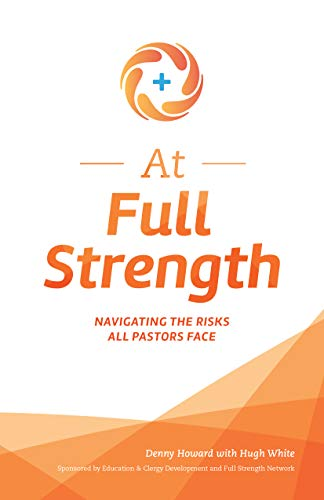 At
Full
Strength
NAVIGATING THE RISKS
ALL PASTORS FACE
Denny Howard with Hugh White
Sponsored by Education & Clergy Development and Full Strength Network